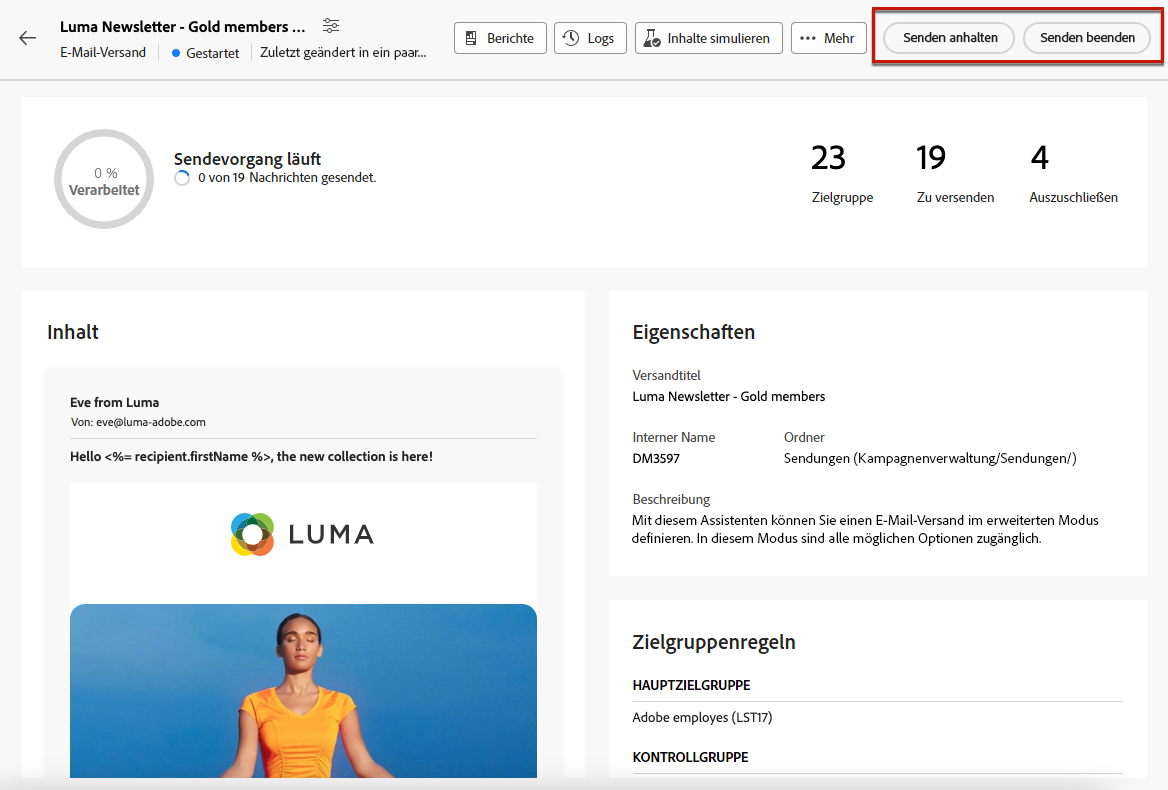 Luma Newsletter - Gold members ...
E-Mail-Versand
Gestartet
Zuletzt geändert in ein paar...
Berichte
Logs
Inhalte simulieren
Mehr
Senden anhalten
Senden beenden
0 %
Verarbeitet
Sendevorgang läuft
0 von 19 Nachrichten gesendet.
23
Zielgruppe
19
Zu versenden
4
Auszuschließen
Inhalt
Eve from Luma
Von: eve@luma-adobe.com
Hello <%= recipient.firstName %>, the new collection is here!
LUMA
Eigenschaften
Versandtitel
Luma Newsletter - Gold members
Interner Name
DM3597
Ordner
Sendungen (Kampagnenverwaltung/Sendungen/)
Beschreibung
Mit diesem Assistenten können Sie einen E-Mail-Versand im erweiterten Modus
definieren. In diesem Modus sind alle möglichen Optionen zugänglich.
Zielgruppenregeln
HAUPTZIELGRUPPE
Adobe employes (LST17)
KONTROLLGRUPPE